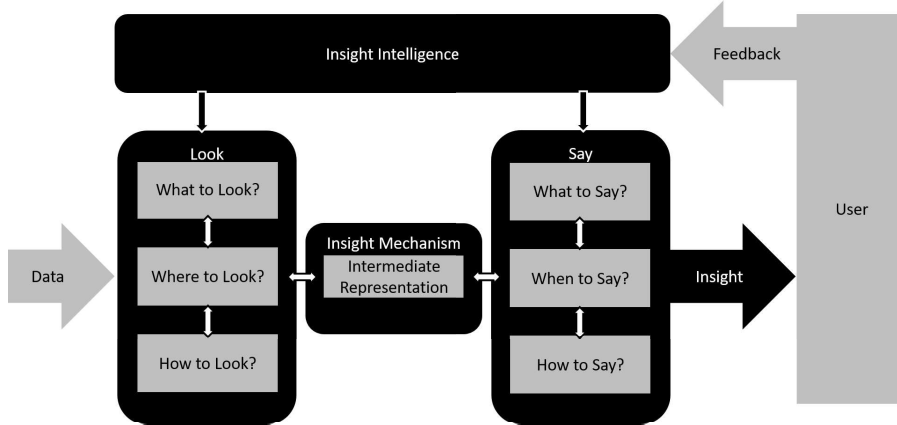 Insight Intelligence
Feedback
Look
What to Look?
Where to Look?
How to Look?
Data
Insight Mechanism
Intermediate
Representation
Say
What to Say?
When to Say?
How to Say?
Insight
User